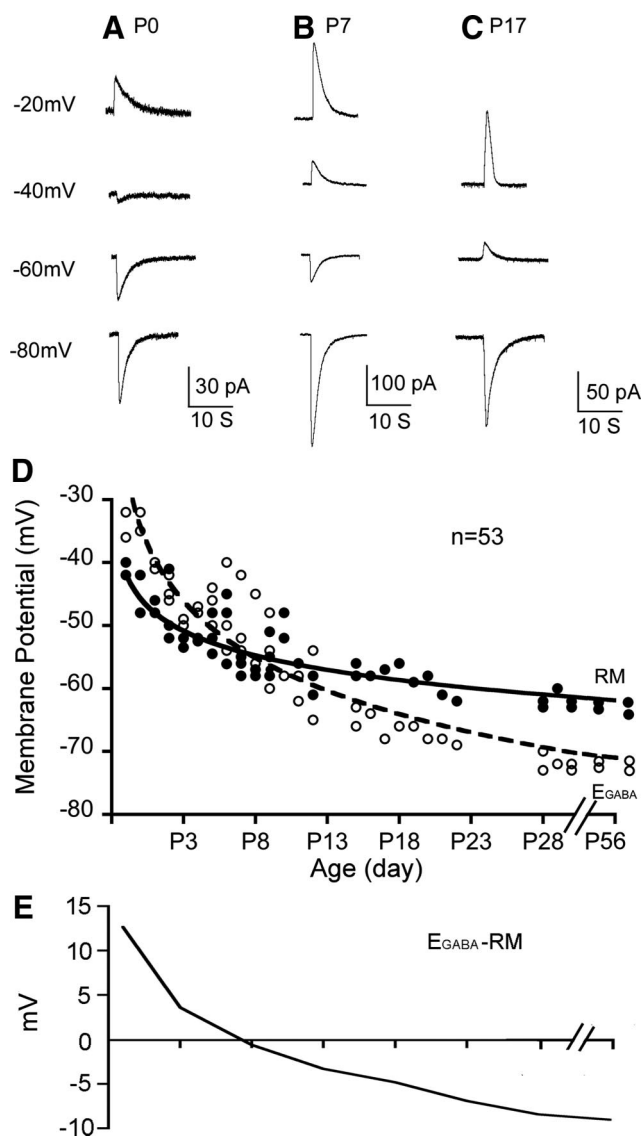 A P0
B P7
C P17
-20mV
-40mV
-60mV
-80mV
30 pA
10 S
100 pA
10 S
50 pA
10 S
D
Membrane Potential (mV)
-30
-40
-50
-60
-70
-80
n=53
RM
EGABA
P3 P8 P13 P18 P23 P28 P56
Age (day)
E
mV
15
10
5
0
-5
-10
EGABA-RM